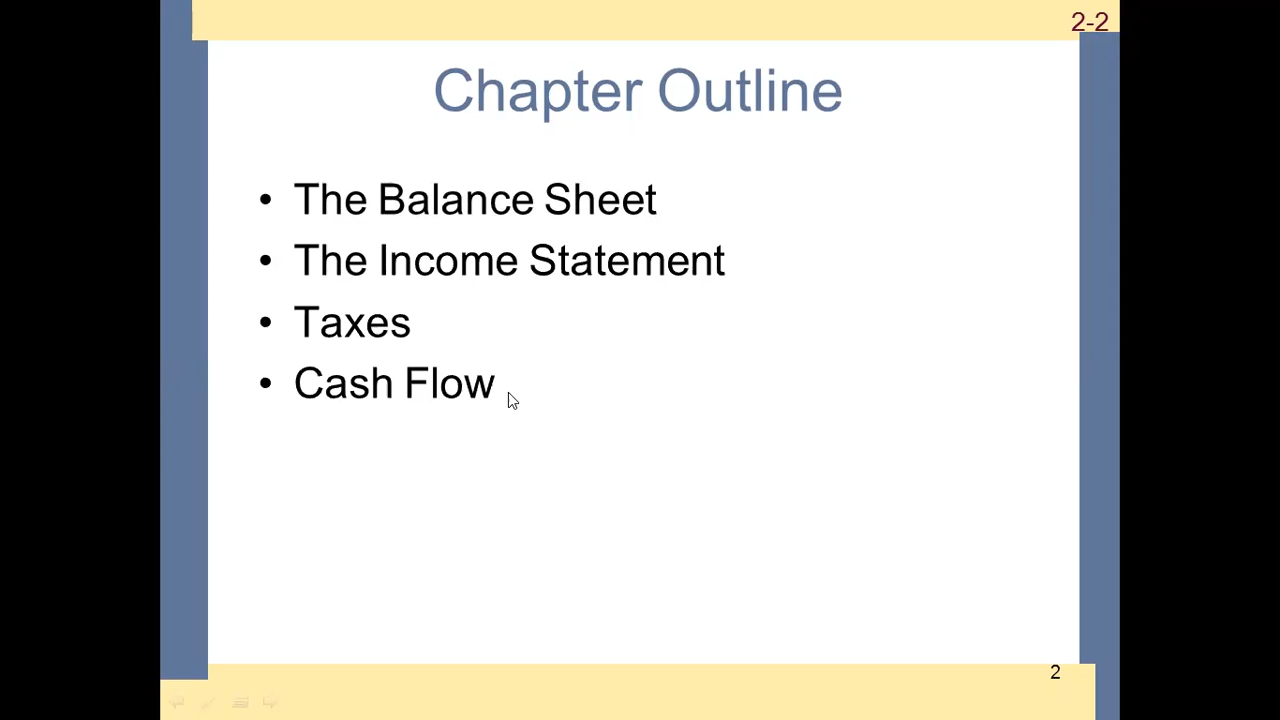 2-2
Chapter Outline
• The Balance Sheet
• The Income Statement
• Taxes
• Cash Flow
2